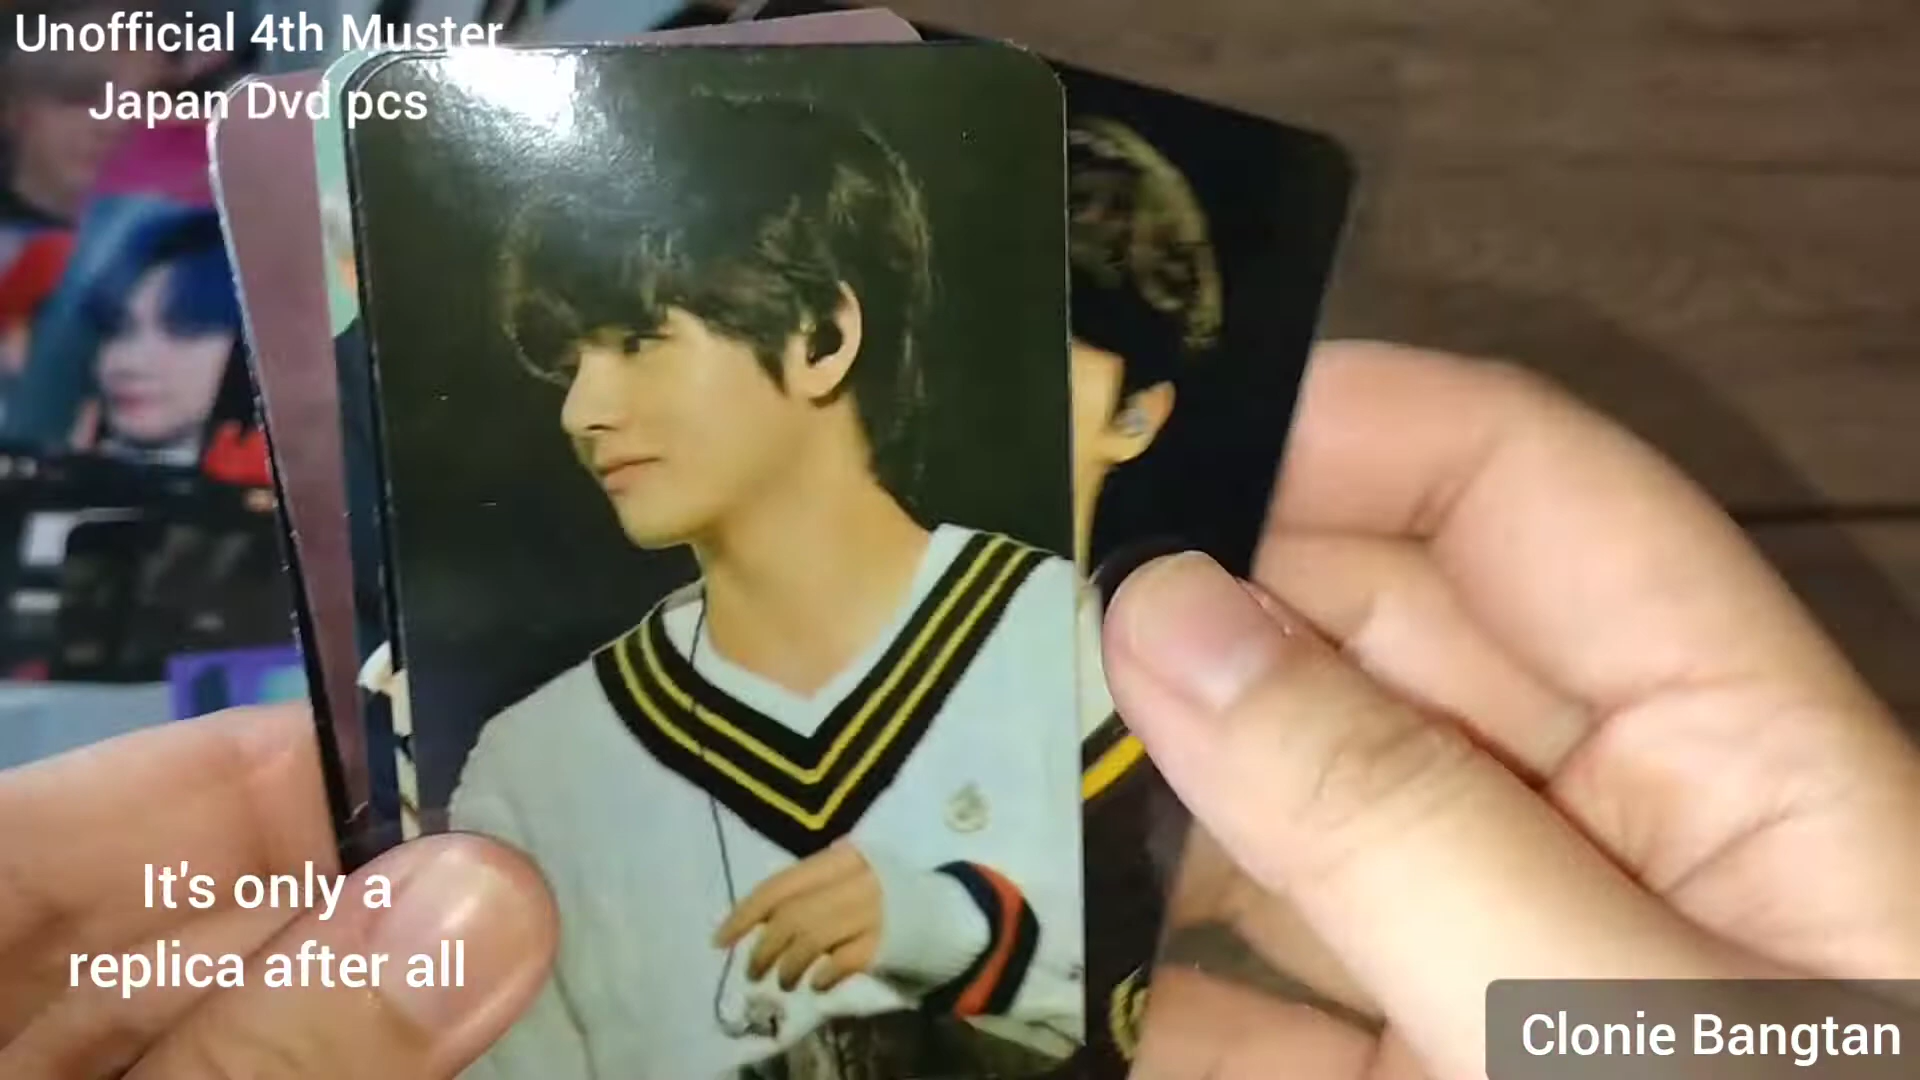 Unofficial 4th Muster
Japan Dvd pcs
It's only a
replica after all
Clonie Bangtan